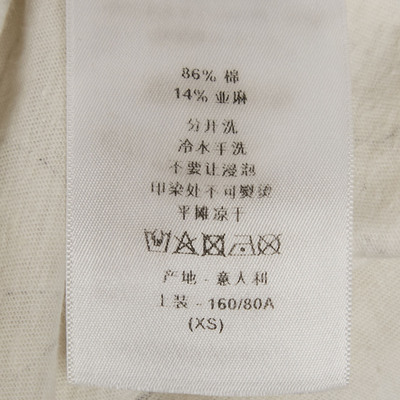 86% 棉
14% 亚麻
分开洗
冷水手洗
不要让浸泡
印染处不可熨烫
平摊凉干
产地 - 意大利
上装 - 160/80A
(XS)